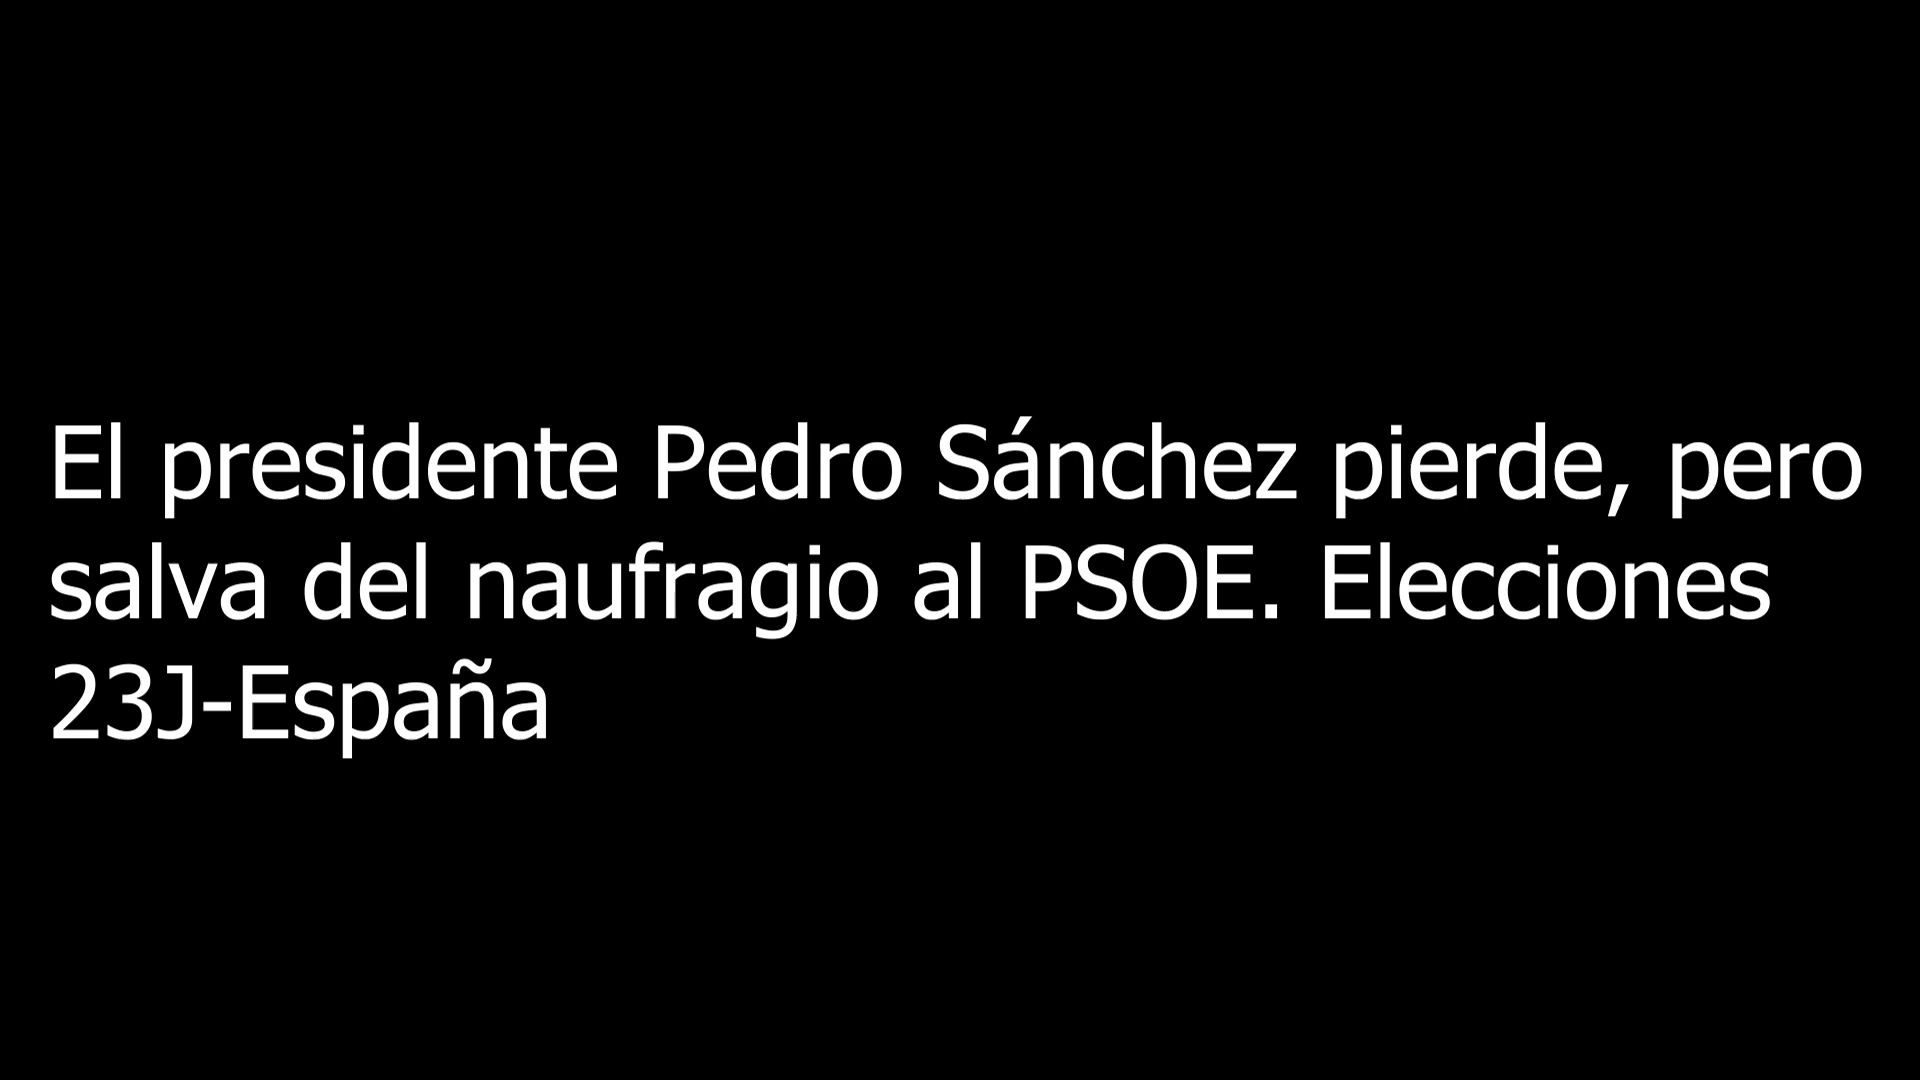 El presidente Pedro Sánchez pierde, pero
salva del naufragio al PSOE. Elecciones
23J-España